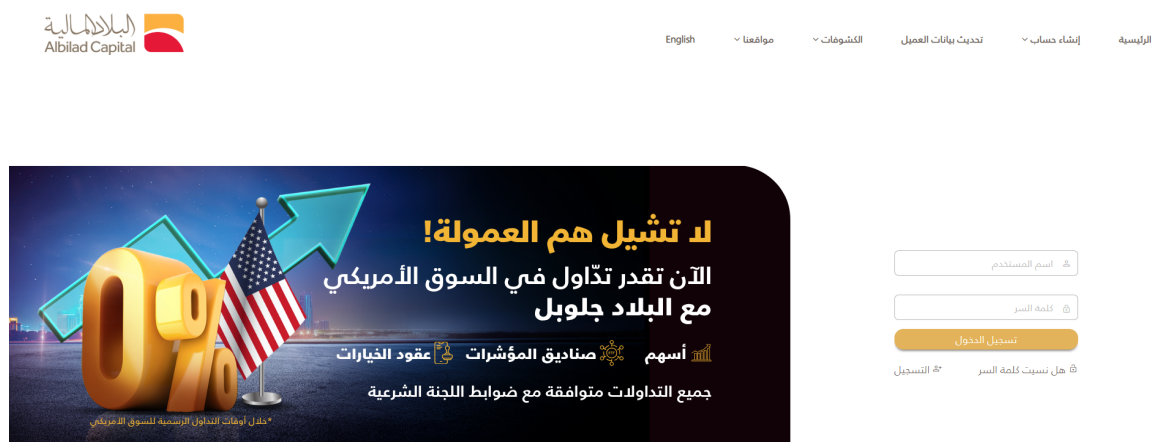 البلاد المالية
Albilad Capital
الرئيسية
إنشاء حساب
تحديث بيانات العميل
الكشوفات
مواقعنا
English
لا تشيل هم العمولة!
الآن تقدر تدّاول في السوق الأمريكي
مع البلاد جلوبل
أسهم صناديق المؤشرات عقود الخيارات
جميع التداولات متوافقة مع ضوابط اللجنة الشرعية
*خلال أوقات التداول الرسمية للسوق الأمريكي
0%
اسم المستخدم
كلمة السر
تسجيل الدخول
هل نسيت كلمة السر
التسجيل